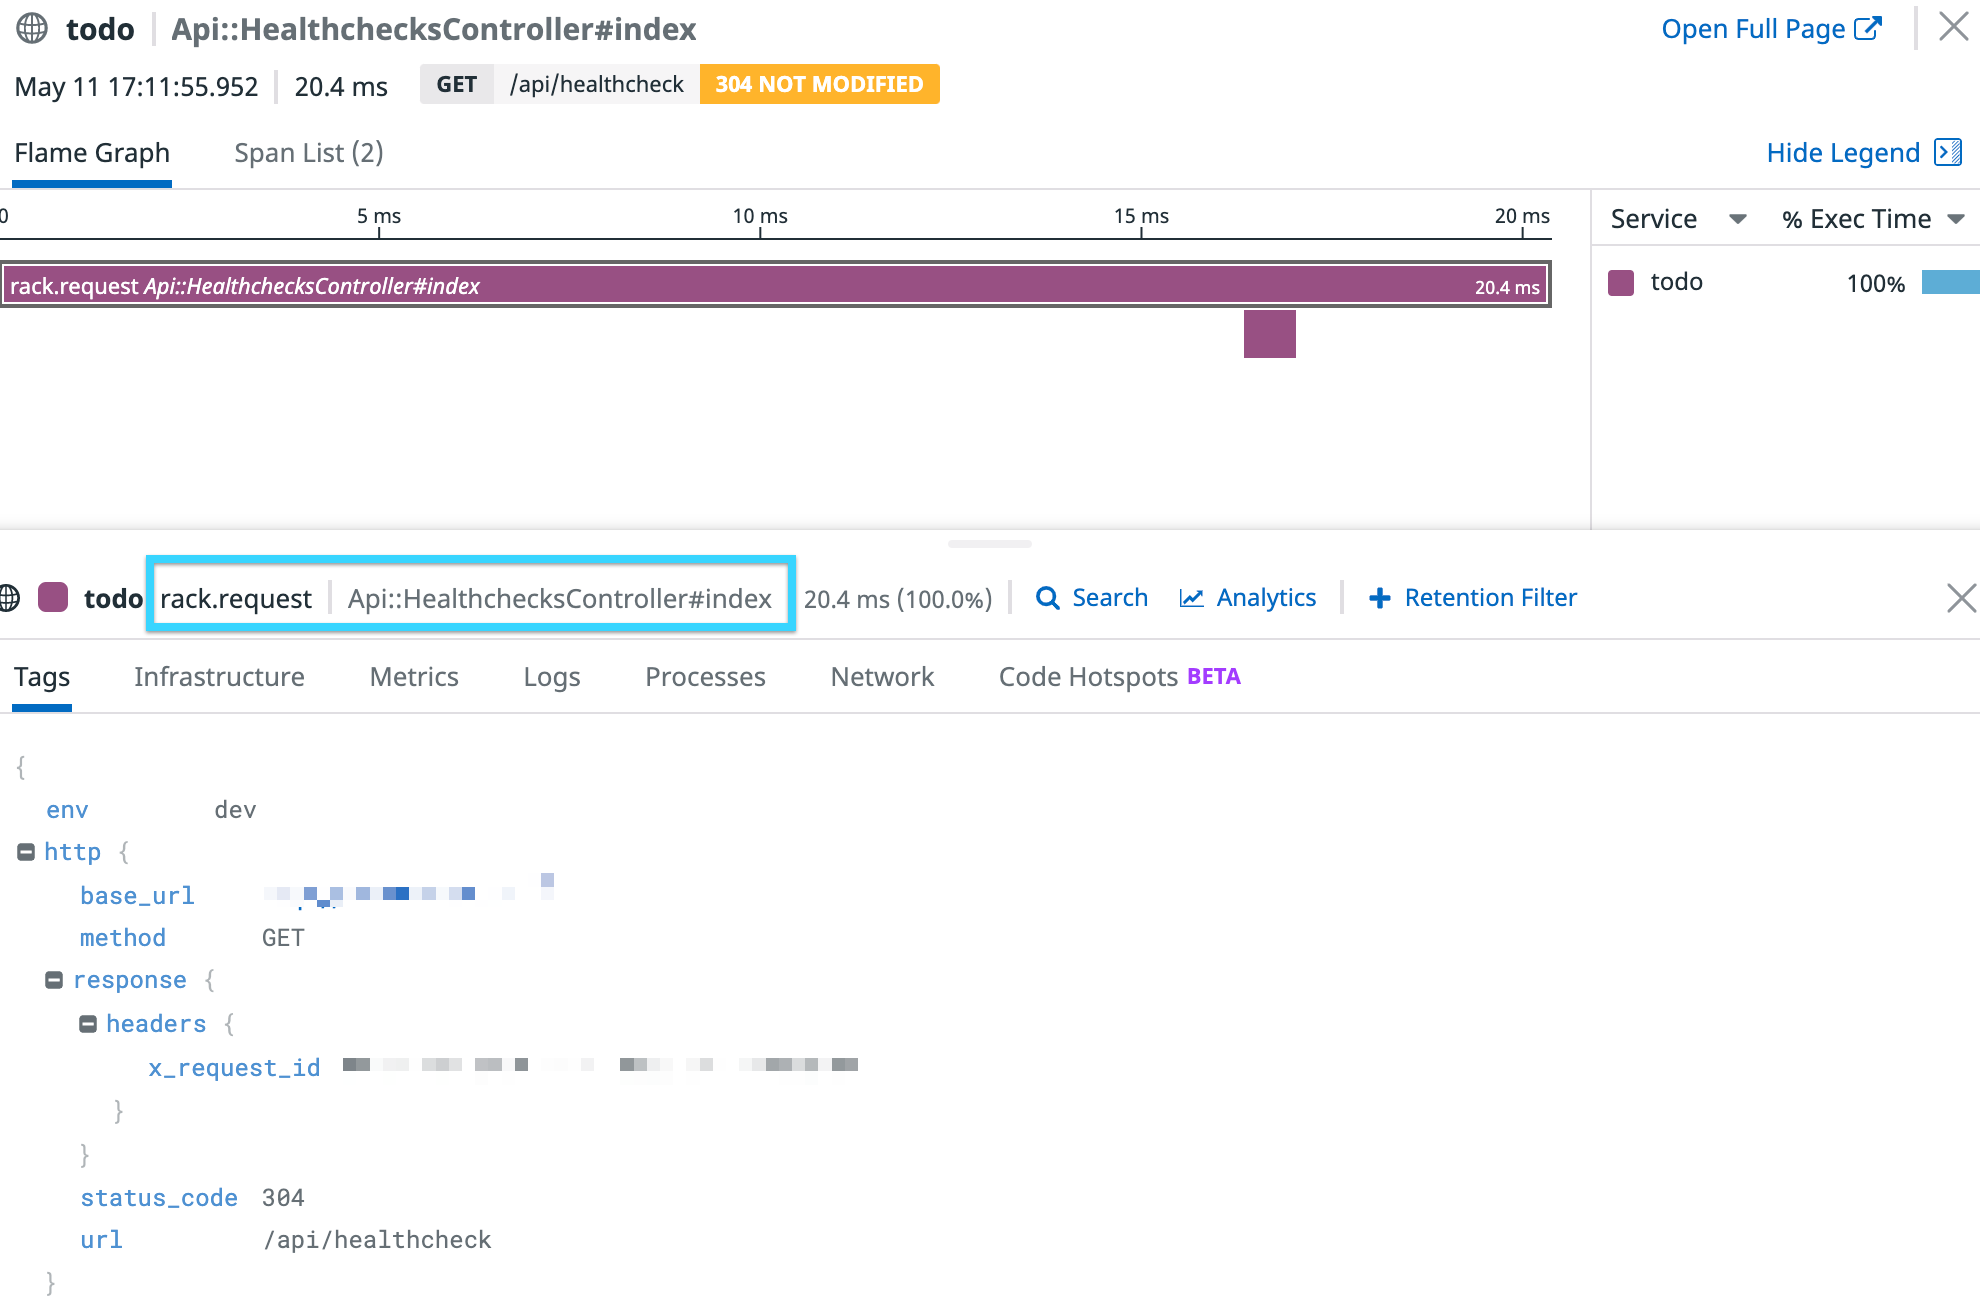 todo | Api::HealthchecksController#index Open Full Page
May 11 17:11:55.952 | 20.4 ms GET /api/healthcheck 304 NOT MODIFIED
Flame Graph Span List (2) Hide Legend
0 5 ms 10 ms 15 ms 20 ms Service % Exec Time
rack.request Api::HealthchecksController#index 20.4 ms todo 100%
todo rack.request | Api::HealthchecksController#index 20.4 ms (100.0%) Search Analytics Retention Filter
Tags Infrastructure Metrics Logs Processes Network Code Hotspots BETA
{
env dev
http {
base_url
method GET
response {
headers {
x_request_id
}
}
status_code 304
url /api/healthcheck
}